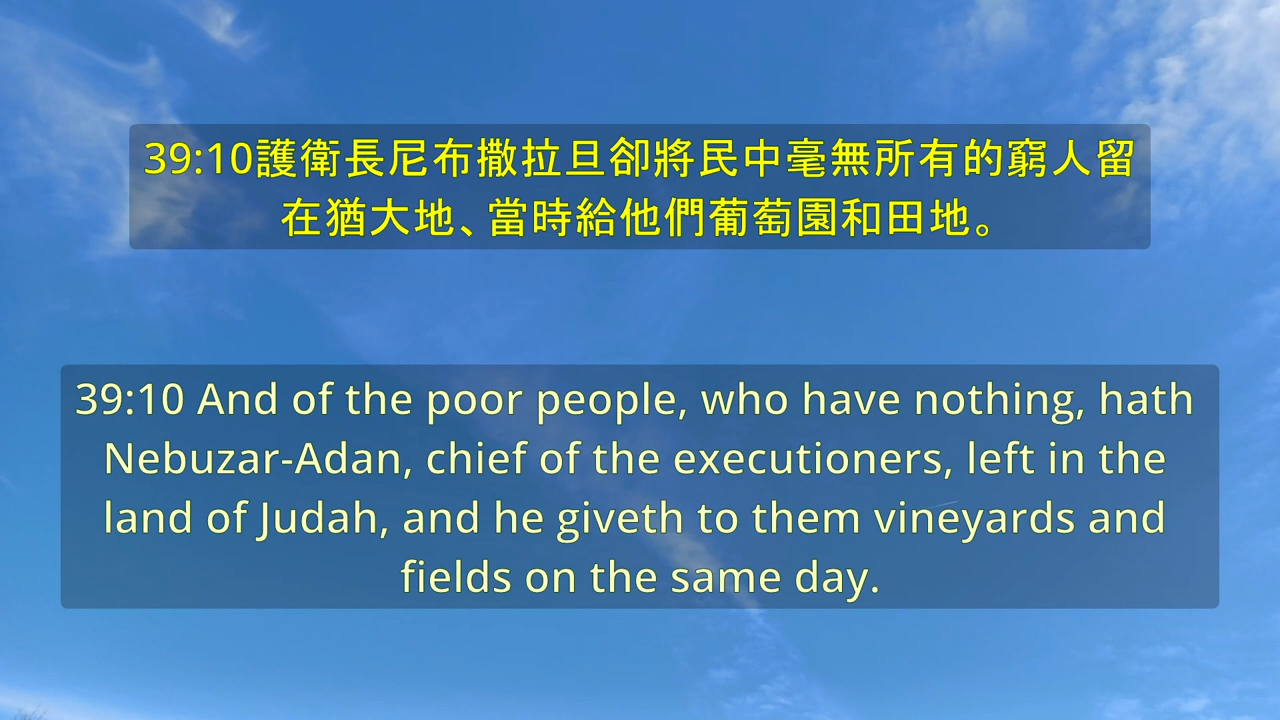 39:10護衛長尼布撒拉旦卻將民中毫無所有的窮人留
在猶大地、當時給他們葡萄園和田地。
39:10 And of the poor people, who have nothing, hath
Nebuzar-Adan, chief of the executioners, left in the
land of Judah, and he giveth to them vineyards and
fields on the same day.